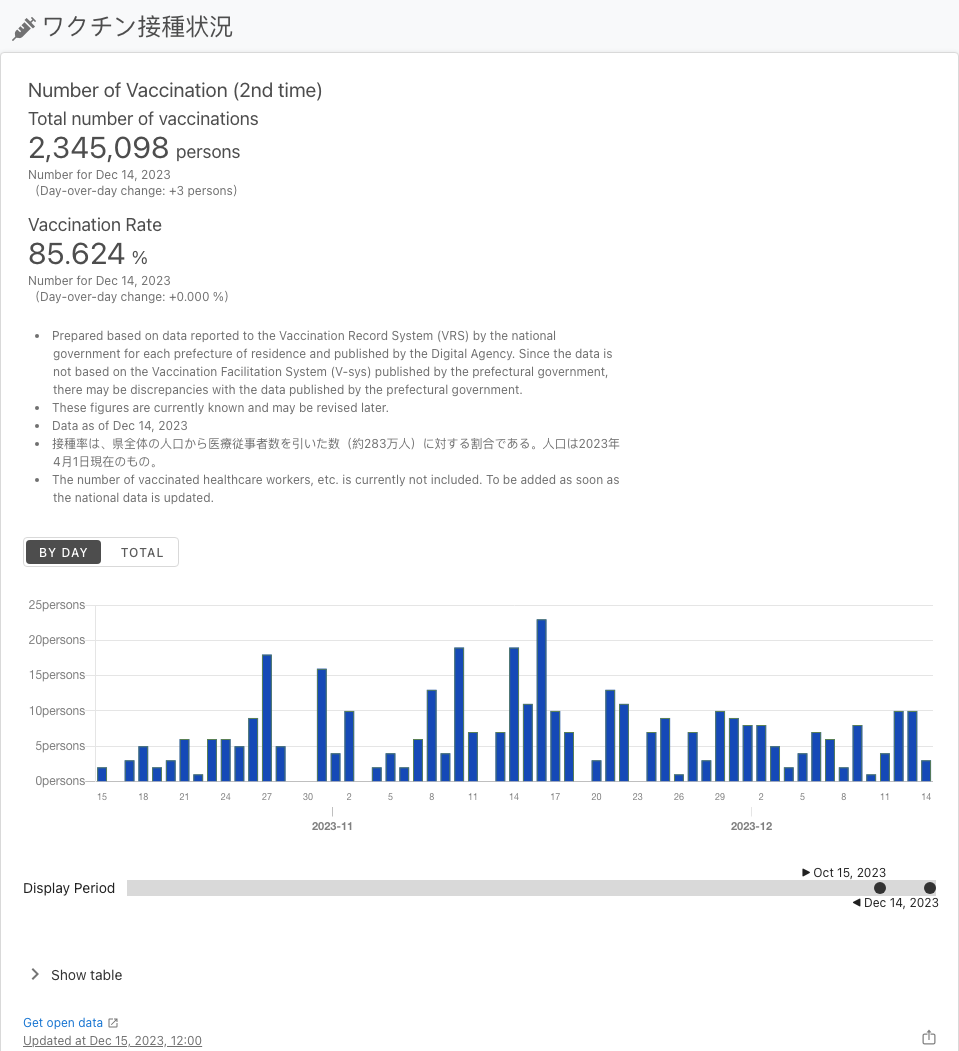 ワクチン接種状況
Number of Vaccination (2nd time)
Total number of vaccinations
2,345,098 persons
Number for Dec 14, 2023
(Day-over-day change: +3 persons)
Vaccination Rate
85.624 %
Number for Dec 14, 2023
(Day-over-day change: +0.000 %)
• Prepared based on data reported to the Vaccination Record System (VRS) by the national
government for each prefecture of residence and published by the Digital Agency. Since the data is
not based on the Vaccination Facilitation System (V-sys) published by the prefectural government,
there may be discrepancies with the data published by the prefectural government.
• These figures are currently known and may be revised later.
• Data as of Dec 14, 2023
• 接種率は、県全体の人口から医療従事者数を引いた数（約283万人）に対する割合である。人口は2023年
4月1日現在のもの。
• The number of vaccinated healthcare workers, etc. is currently not included. To be added as soon as
the national data is updated.
BY DAY TOTAL
25persons
20persons
15persons
10persons
5persons
0persons
15 18 21 24 27 30 2 5 8 11 14 17 20 23 26 29 2 5 8 11 14
2023-11 2023-12
Oct 15, 2023
Display Period
Dec 14, 2023
Show table
Get open data
Updated at Dec 15, 2023, 12:00